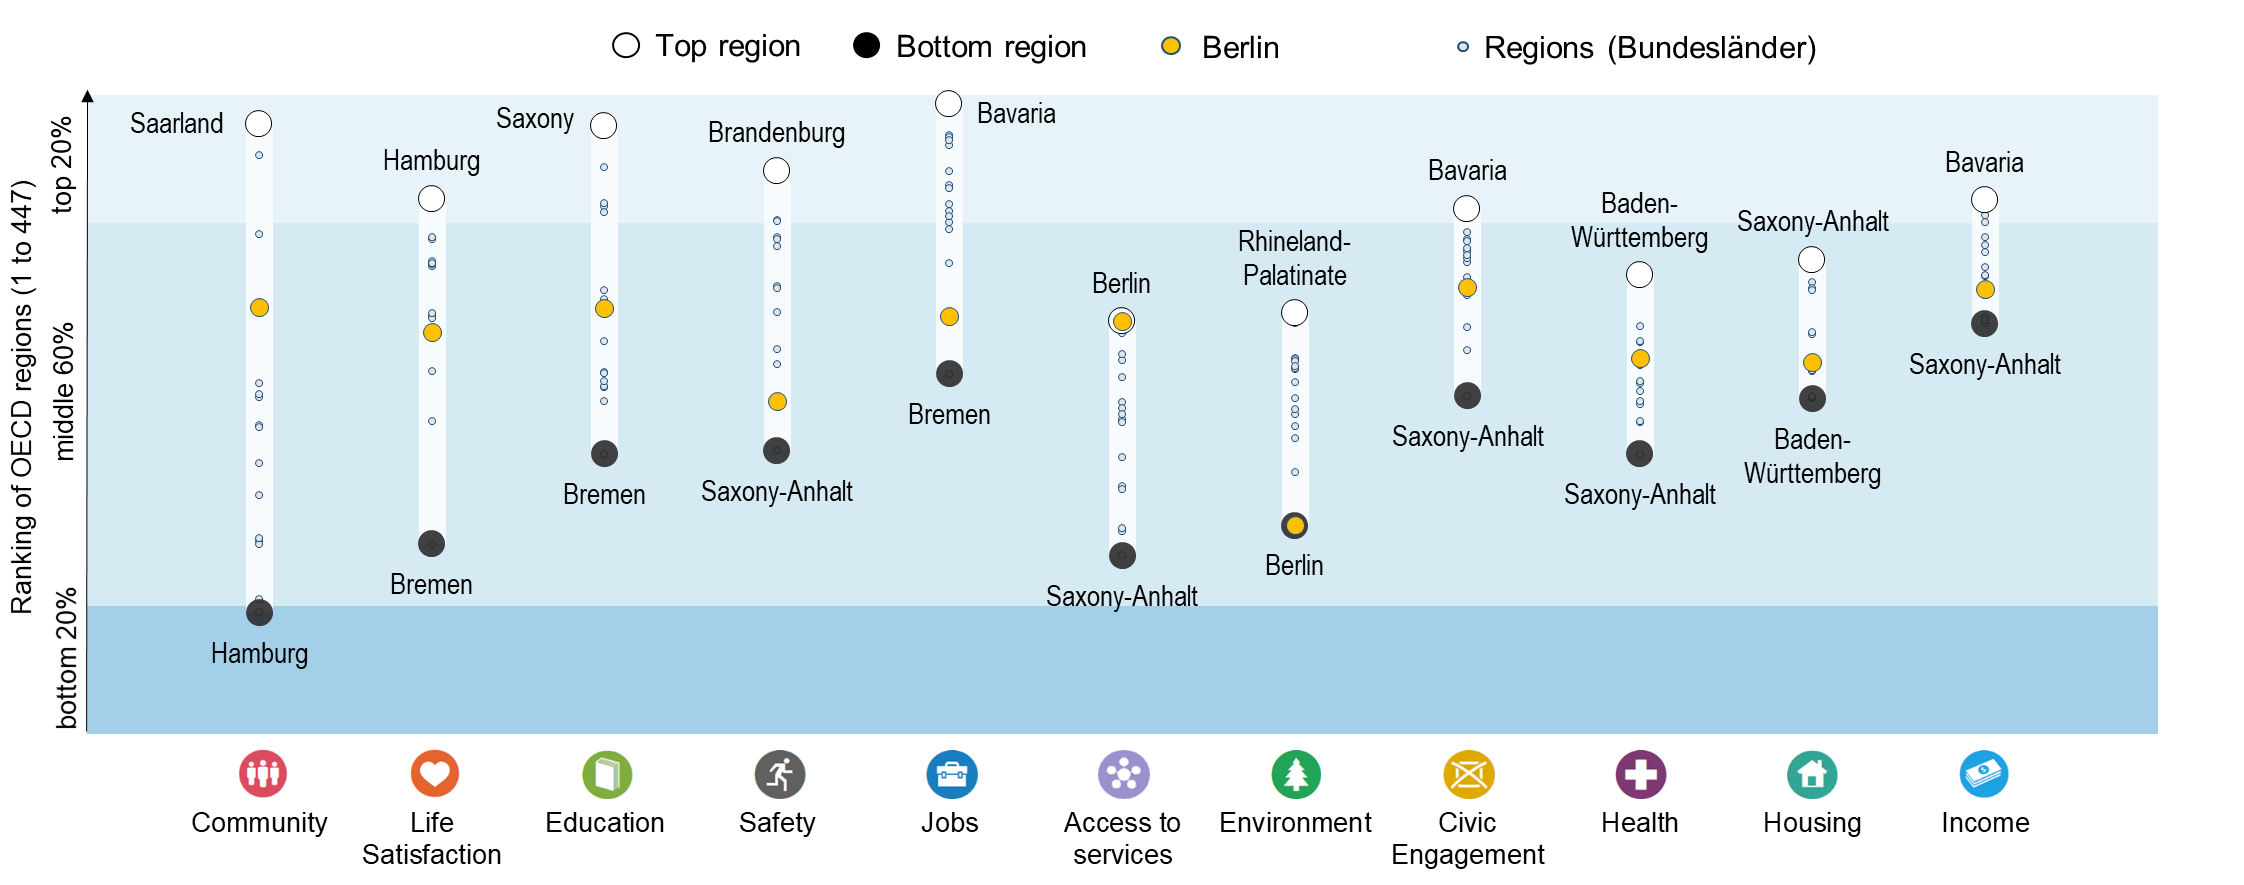 Top region
Bottom region
Berlin
Regions (Bundesländer)
Ranking of OECD regions (1 to 447)
top 20%
middle 60%
bottom 20%
Saarland
Hamburg
Hamburg
Bremen
Saxony
Bremen
Brandenburg
Saxony-Anhalt
Bavaria
Bremen
Berlin
Saxony-Anhalt
Rhineland-
Palatinate
Berlin
Bavaria
Saxony-Anhalt
Baden-
Württemberg
Saxony-Anhalt
Saxony-Anhalt
Baden-
Württemberg
Bavaria
Saxony-Anhalt
Community
Life
Satisfaction
Education
Safety
Jobs
Access to
services
Environment
Civic
Engagement
Health
Housing
Income